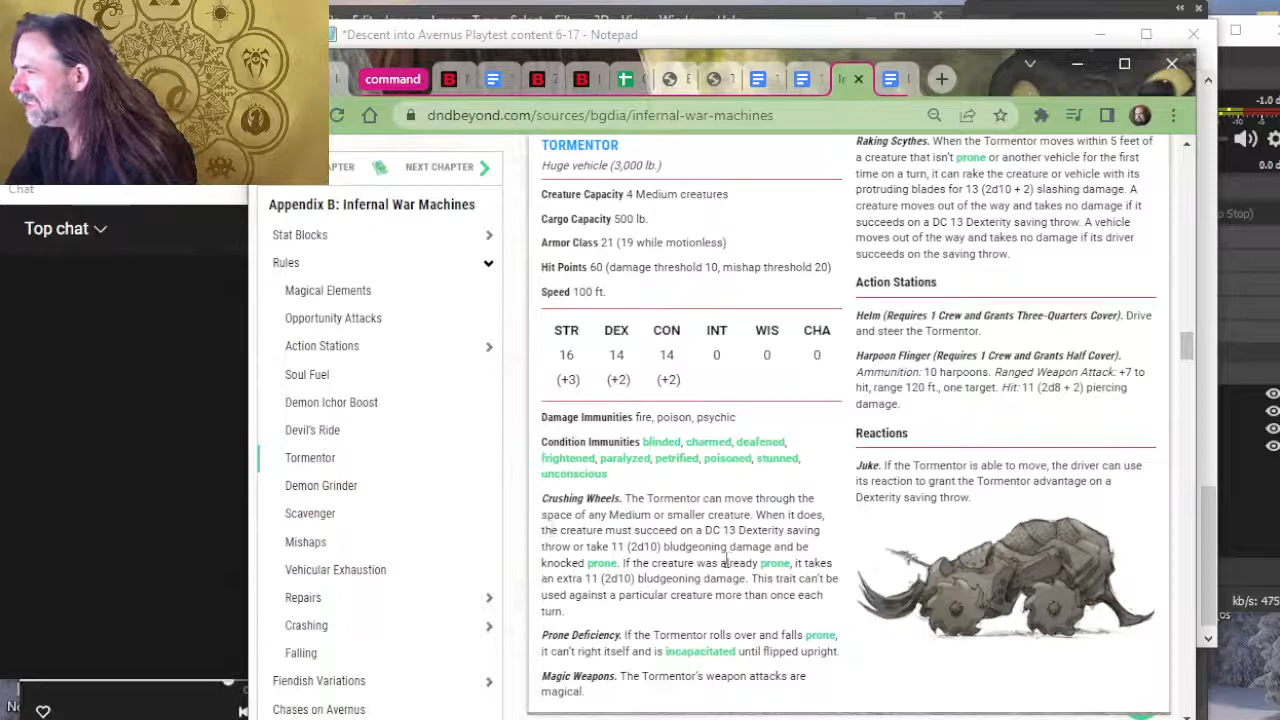 *Descent into Avernus Playtest content 6-17 - Notepad
command
dndbeyond.com/sources/bgdia/infernal-war-machines
Chat
Top chat
NEXT CHAPTER
Appendix B: Infernal War Machines
Stat Blocks
Rules
Magical Elements
Opportunity Attacks
Action Stations
Soul Fuel
Demon Ichor Boost
Devil's Ride
Tormentor
Demon Grinder
Scavenger
Mishaps
Vehicular Exhaustion
Repairs
Crashing
Falling
Fiendish Variations
Chases on Avernus
TORMENTOR
Huge vehicle (3,000 lb.)
Creature Capacity 4 Medium creatures
Cargo Capacity 500 lb.
Armor Class 21 (19 while motionless)
Hit Points 60 (damage threshold 10, mishap threshold 20)
Speed 100 ft.
STR DEX CON INT WIS CHA
16 14 14 0 0 0
(+3) (+2) (+2)
Damage Immunities fire, poison, psychic
Condition Immunities blinded, charmed, deafened,
frightened, paralyzed, petrified, poisoned, stunned,
unconscious
Crushing Wheels. The Tormentor can move through the
space of any Medium or smaller creature. When it does,
the creature must succeed on a DC 13 Dexterity saving
throw or take 11 (2d10) bludgeoning damage and be
knocked prone. If the creature was already prone, it takes
an extra 11 (2d10) bludgeoning damage. This trait can't be
used against a particular creature more than once each
turn.
Prone Deficiency. If the Tormentor rolls over and falls prone,
it can't right itself and is incapacitated until flipped upright.
Magic Weapons. The Tormentor's weapon attacks are
magical.
Raking Scythes. When the Tormentor moves within 5 feet of
a creature that isn't prone or another vehicle for the first
time on a turn, it can rake the creature or vehicle with its
protruding blades for 13 (2d10 + 2) slashing damage. A
creature moves out of the way and takes no damage if it
succeeds on a DC 13 Dexterity saving throw. A vehicle
moves out of the way and takes no damage if its driver
succeeds on the saving throw.
Action Stations
Helm (Requires 1 Crew and Grants Three-Quarters Cover). Drive
and steer the Tormentor.
Harpoon Flinger (Requires 1 Crew and Grants Half Cover).
Ammunition: 10 harpoons. Ranged Weapon Attack: +7 to
hit, range 120 ft., one target. Hit: 11 (2d8 + 2) piercing
damage.
Reactions
Juke. If the Tormentor is able to move, the driver can use
its reaction to grant the Tormentor advantage on a
Dexterity saving throw.
-1.0 d
Stop)
kb/s: 475